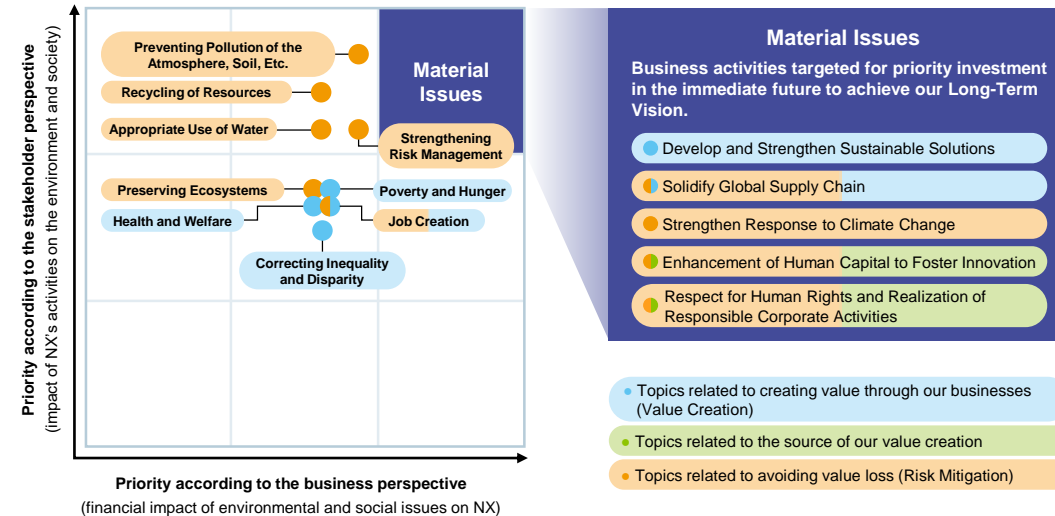 Priority according to the stakeholder perspective
(impact of NX's activities on the environment and society)
Preventing Pollution of the
Atmosphere, Soil, Etc.
Recycling of Resources
Appropriate Use of Water
Material
Issues
Strengthening
Risk Management
Preserving Ecosystems
Poverty and Hunger
Health and Welfare
Job Creation
Correcting Inequality
and Disparity
Priority according to the business perspective
(financial impact of environmental and social issues on NX)
Material Issues
Business activities targeted for priority investment
in the immediate future to achieve our Long-Term
Vision.
Develop and Strengthen Sustainable Solutions
Solidify Global Supply Chain
Strengthen Response to Climate Change
Enhancement of Human Capital to Foster Innovation
Respect for Human Rights and Realization of
Responsible Corporate Activities
Topics related to creating value through our businesses
(Value Creation)
Topics related to the source of our value creation
Topics related to avoiding value loss (Risk Mitigation)